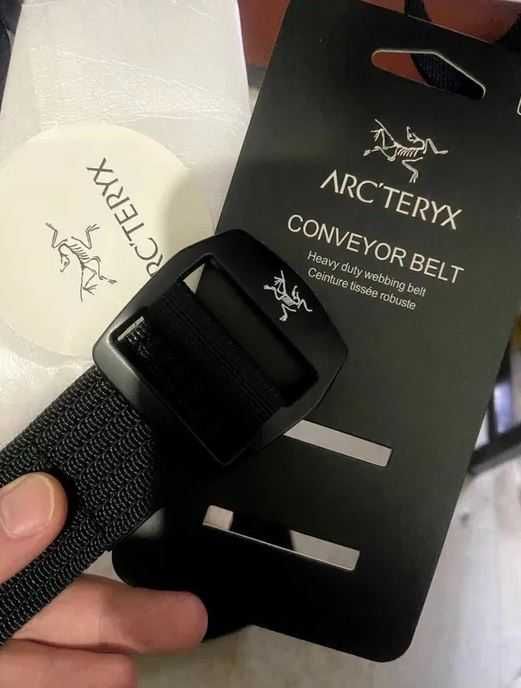 ARC'TERYX
ARC'TERYX
CONVEYOR BELT
Heavy duty webbing belt
Ceinture tissée robuste